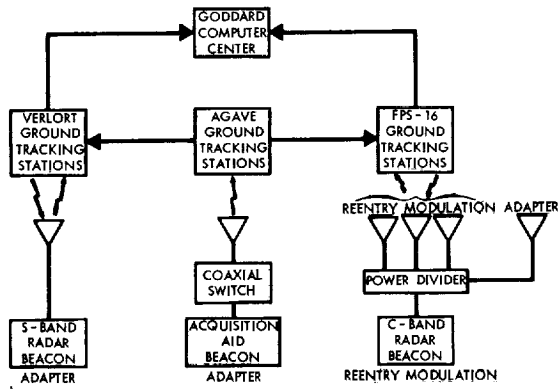 GODDARD
COMPUTER
CENTER
VERLORT
GROUND
TRACKING
STATIONS
AGAVE
GROUND
TRACKING
STATIONS
FPS-16
GROUND
TRACKING
STATIONS
REENTRY MODULATION ADAPTER
COAXIAL
SWITCH
POWER DIVIDER
S-BAND
RADAR
BEACON
ADAPTER
ACQUISITION
AID
BEACON
ADAPTER
C-BAND
RADAR
BEACON
REENTRY MODULATION